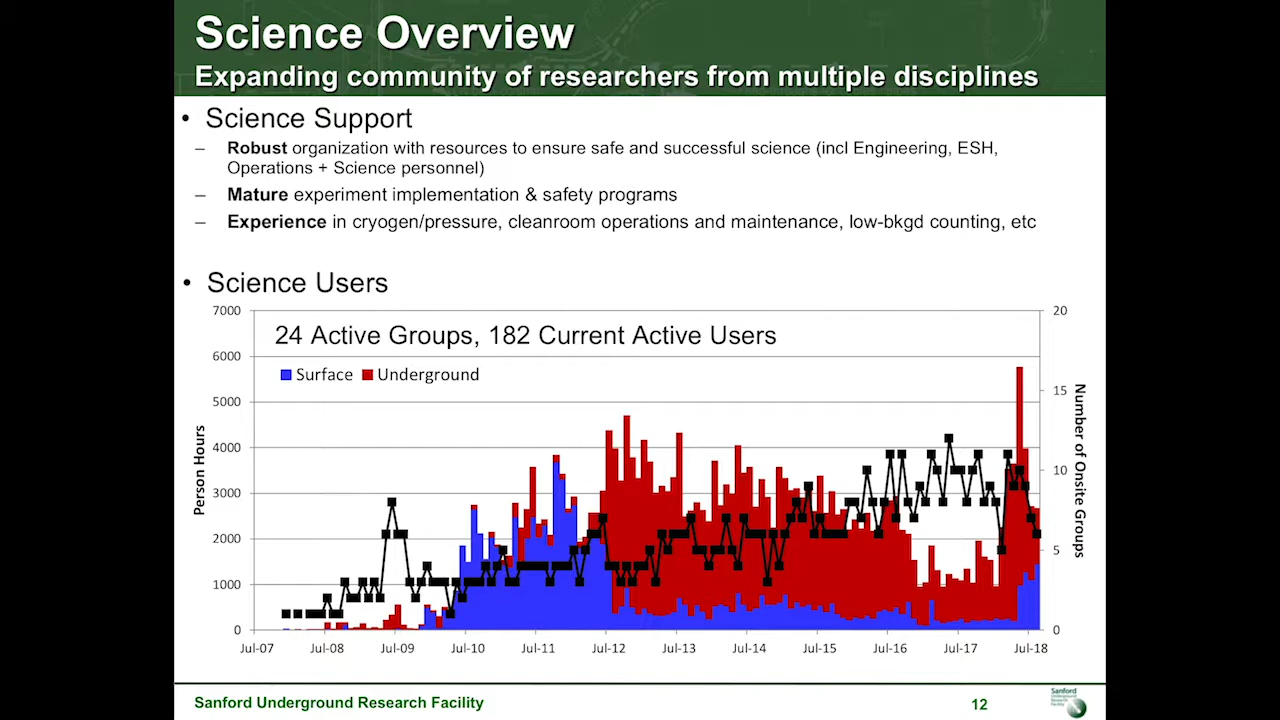 Science Overview
Expanding community of researchers from multiple disciplines
• Science Support
– Robust organization with resources to ensure safe and successful science (incl Engineering, ESH,
Operations + Science personnel)
– Mature experiment implementation & safety programs
– Experience in cryogen/pressure, cleanroom operations and maintenance, low-bkgd counting, etc
• Science Users
24 Active Groups, 182 Current Active Users
Surface Underground
Person Hours
7000
6000
5000
4000
3000
2000
1000
0
20
15
10
5
0
Number of Onsite Groups
Jul-07 Jul-08 Jul-09 Jul-10 Jul-11 Jul-12 Jul-13 Jul-14 Jul-15 Jul-16 Jul-17 Jul-18
Sanford Underground Research Facility
12
Sanford
Underground
Research
Facility